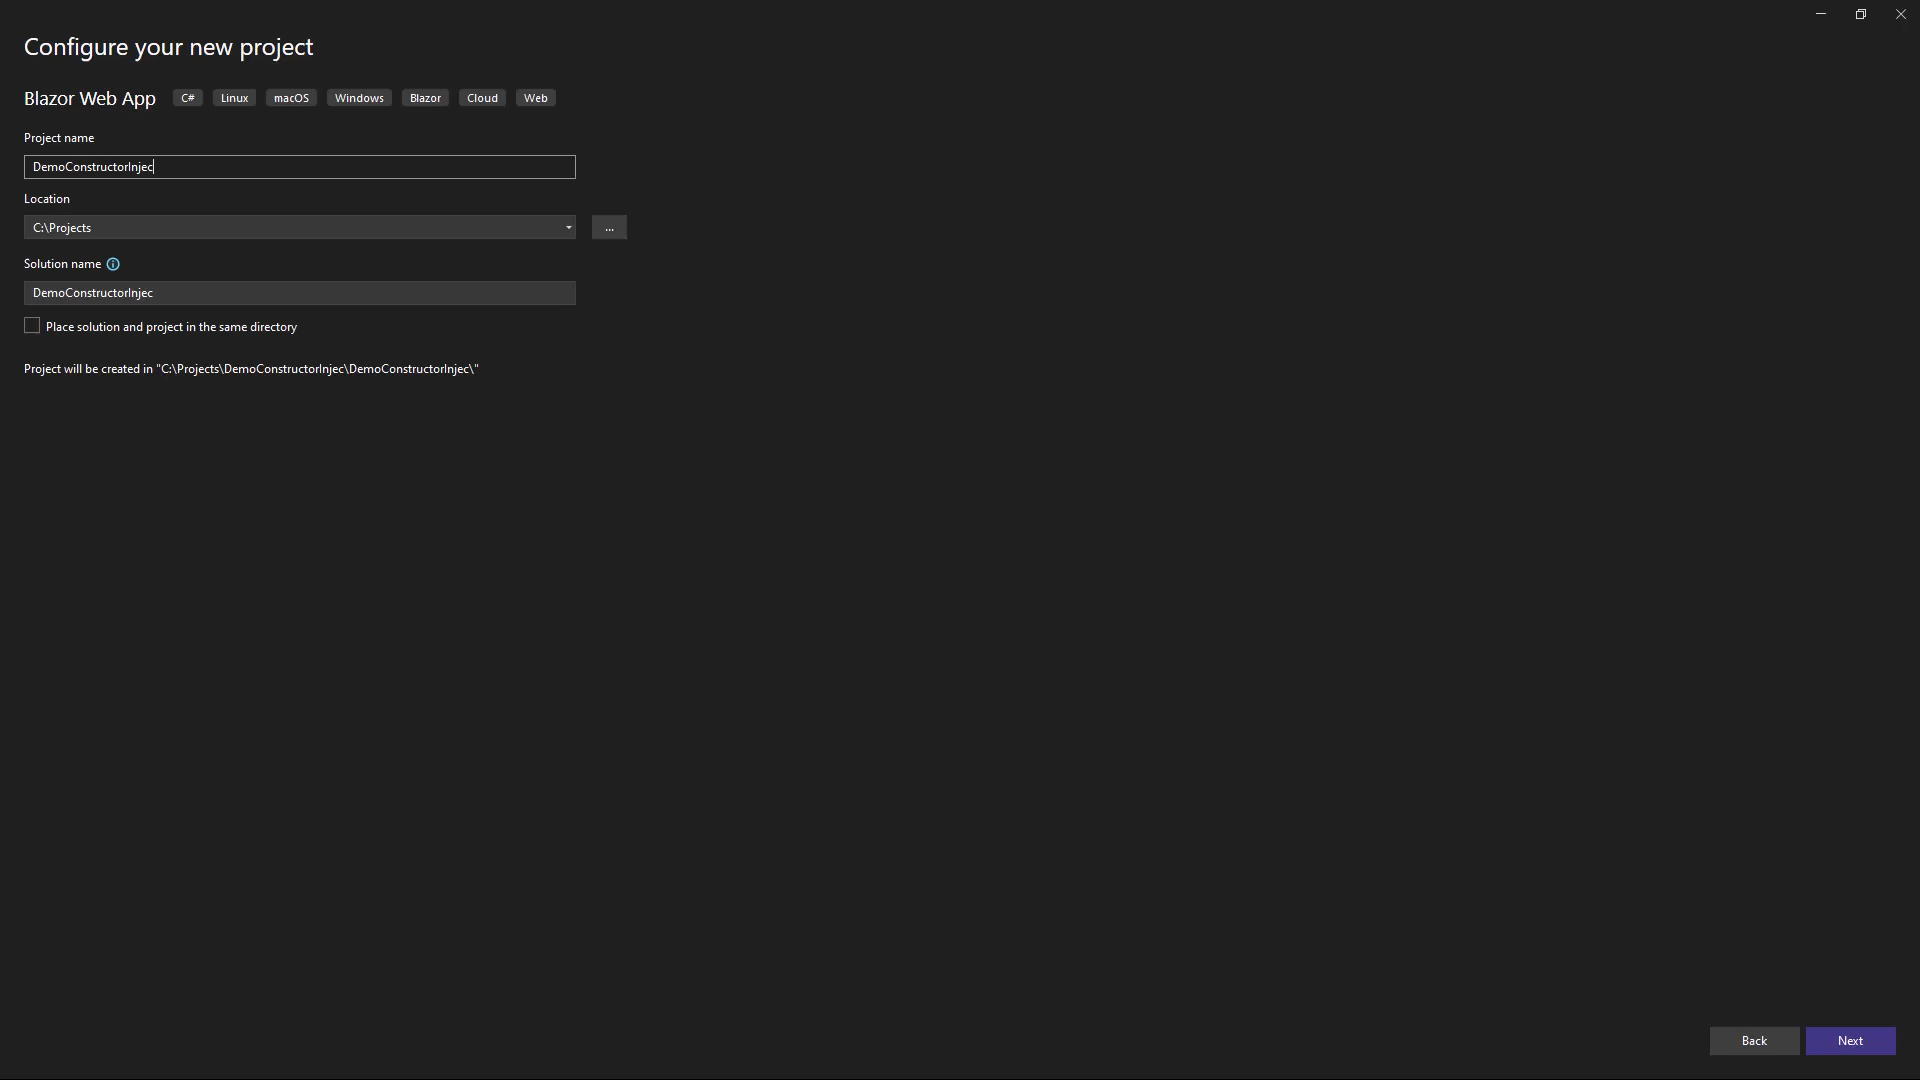 Configure your new project
Blazor Web App C# Linux macOS Windows Blazor Cloud Web
Project name
DemoConstructorInjec
Location
C:\Projects
...
Solution name
DemoConstructorInjec
Place solution and project in the same directory
Project will be created in "C:\Projects\DemoConstructorInjec\DemoConstructorInjec\"
Back Next